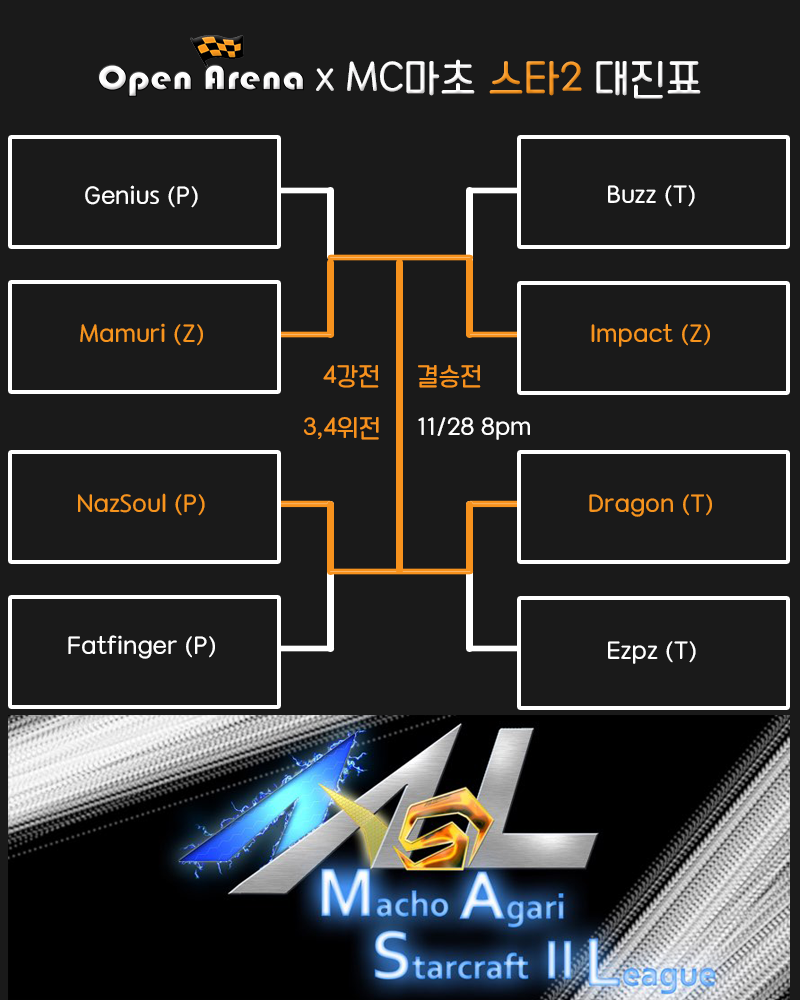 Open Arena x MC마초 스타2 대진표
Genius (P)
Buzz (T)
Mamuri (Z)
Impact (Z)
4강전
결승전
3,4위전
11/28 8pm
NazSoul (P)
Dragon (T)
Fatfinger (P)
Ezpz (T)
MSL
Macho Agari
Starcraft II League